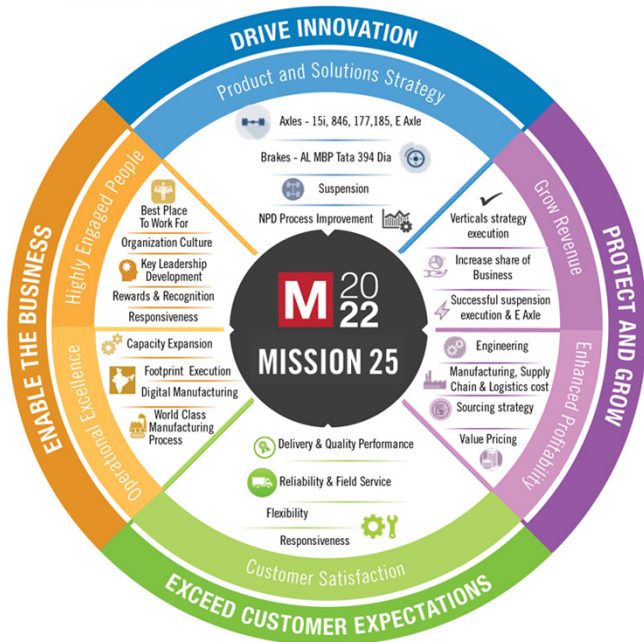 DRIVE INNOVATION
Product and Solutions Strategy
Axles - 15i, 846, 177,185, E Axle
Brakes - AL MBP Tata 394 Dia
Suspension
NPD Process Improvement
PROTECT AND GROW
Grow Revenue
Verticals strategy
execution
Increase share of
Business
Successful suspension
execution & E Axle
Enhanced Profitability
Engineering
Manufacturing, Supply
Chain & Logistics cost
Sourcing strategy
Value Pricing
EXCEED CUSTOMER EXPECTATIONS
Customer Satisfaction
Delivery & Quality Performance
Reliability & Field Service
Flexibility
Responsiveness
ENABLE THE BUSINESS
Operational Excellence
Capacity Expansion
Footprint Execution
Digital Manufacturing
World Class
Manufacturing
Process
Highly Engaged People
Best Place
To Work For
Organization Culture
Key Leadership
Development
Rewards & Recognition
Responsiveness
M 20
22
MISSION 25